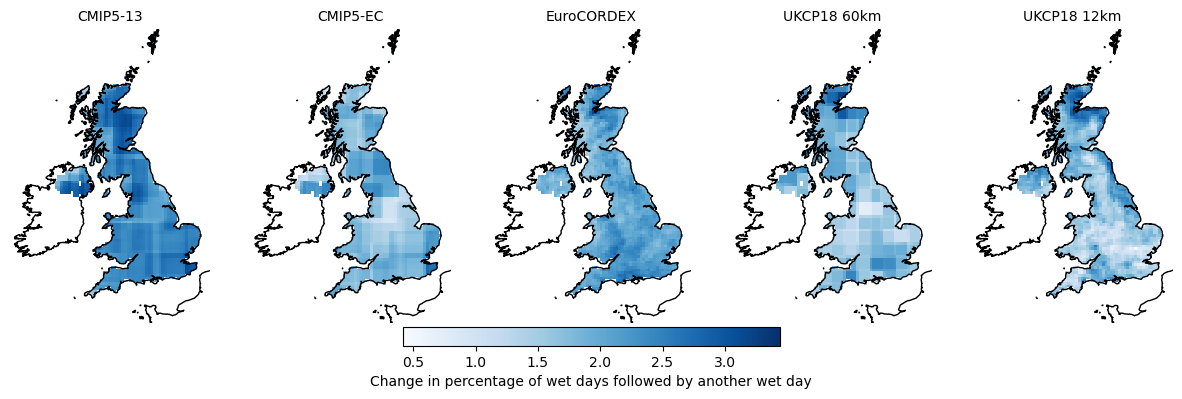 CMIP5-13
CMIP5-EC
EuroCORDEX
UKCP18 60km
UKCP18 12km
0.5
1.0
1.5
2.0
2.5
3.0
Change in percentage of wet days followed by another wet day